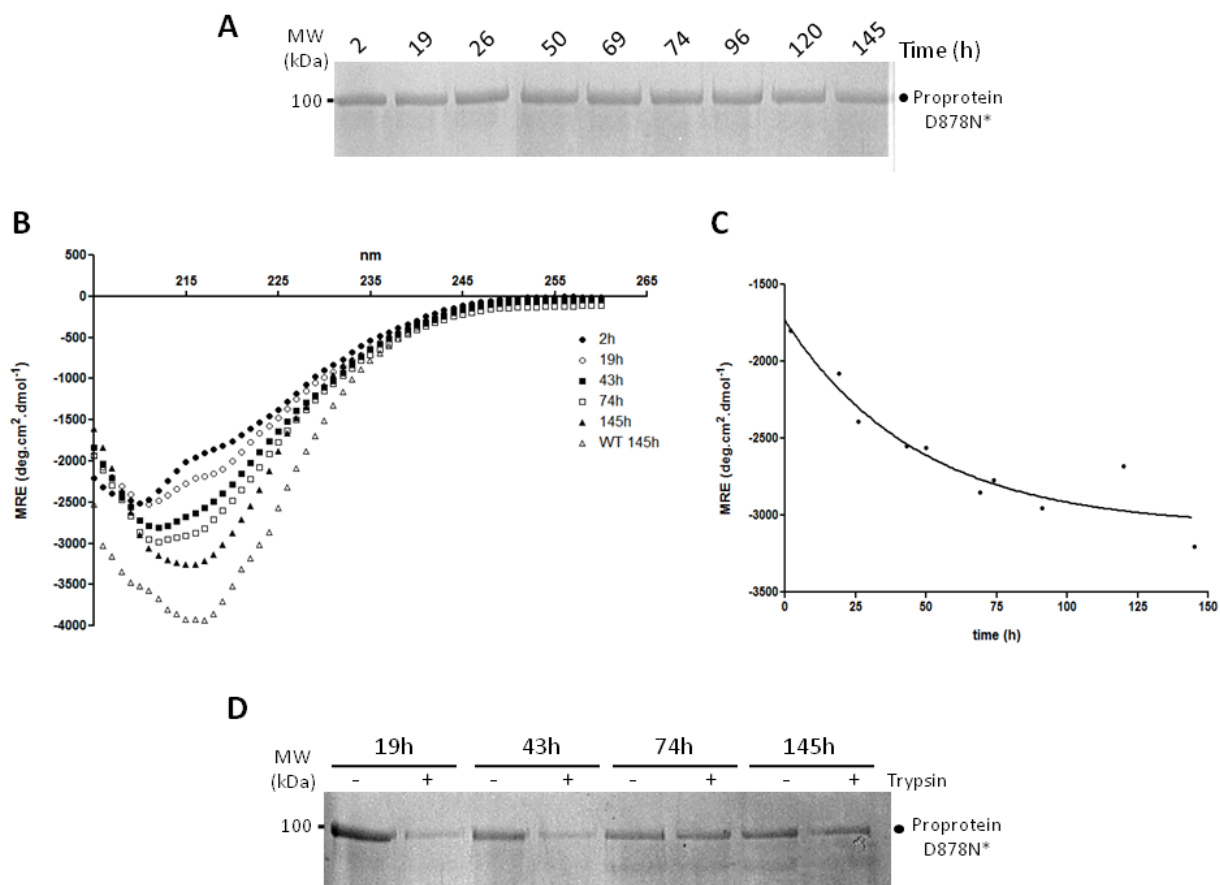 A
MW
(kDa)
2 19 26 50 69 74 96 120 145
Time (h)
100
Proprotein
D878N*
B
nm
500
0
-500
-1000
-1500
-2000
-2500
-3000
-3500
-4000
215 225 235 245 255 265
MRE (deg.cm².dmol⁻¹)
2h
19h
43h
74h
145h
WT 145h
C
-1500
-2000
-2500
-3000
-3500
MRE (deg.cm².dmol⁻¹)
0 25 50 75 100 125 150
time (h)
D
19h 43h 74h 145h
MW
(kDa)
- + - + - + - + Trypsin
100
Proprotein
D878N*